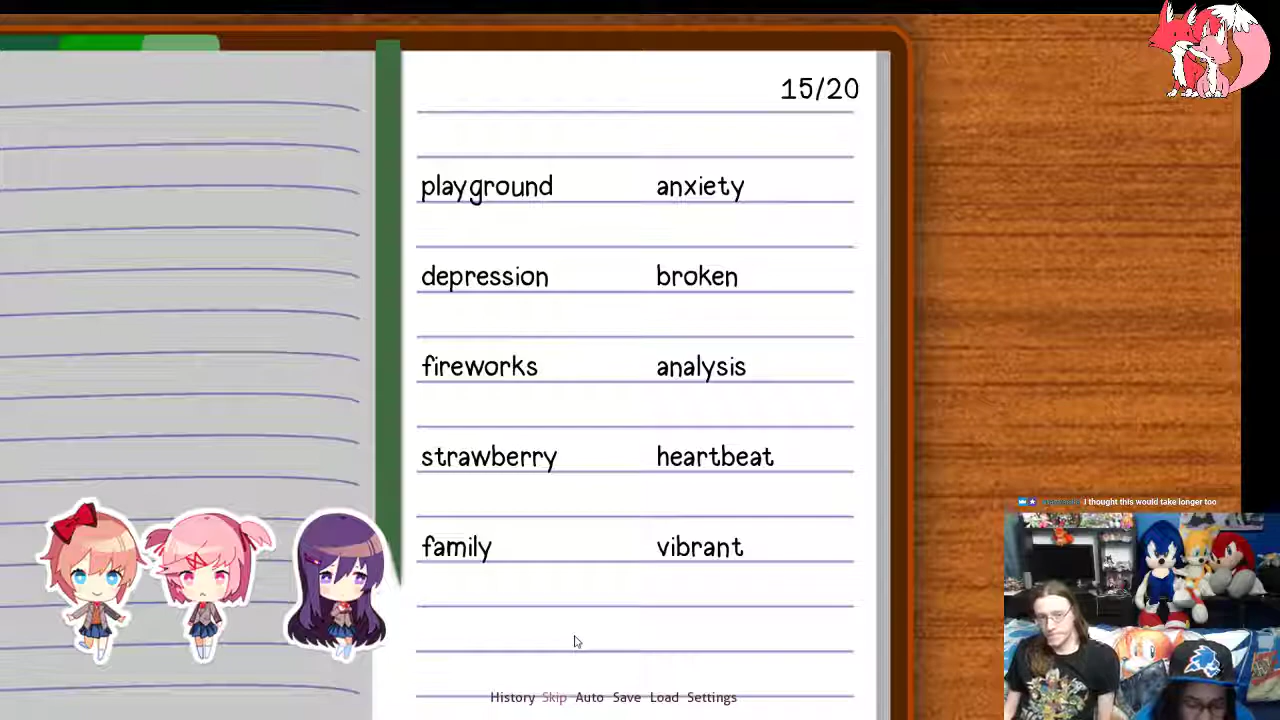 15/20
playground anxiety
depression broken
fireworks analysis
strawberry heartbeat
family vibrant
I thought this would take longer too
History Skip Auto Save Load Settings